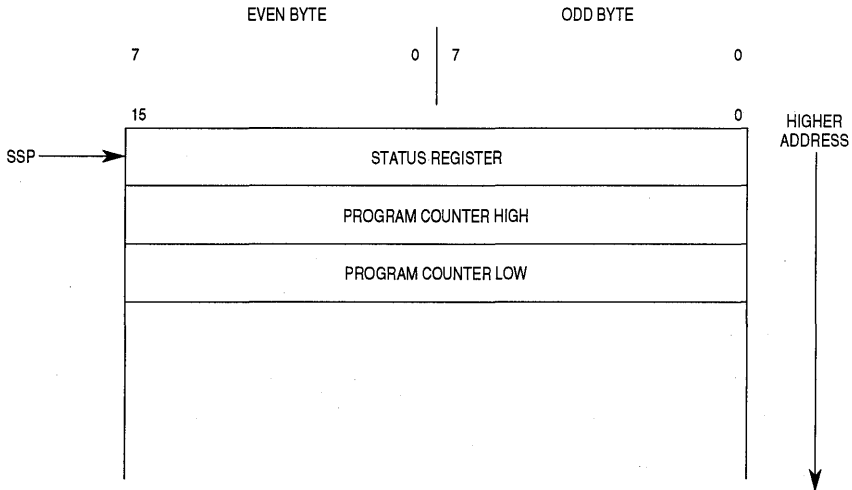 EVEN BYTE ODD BYTE
7 0 7 0
15 0
HIGHER
ADDRESS
SSP STATUS REGISTER
PROGRAM COUNTER HIGH
PROGRAM COUNTER LOW